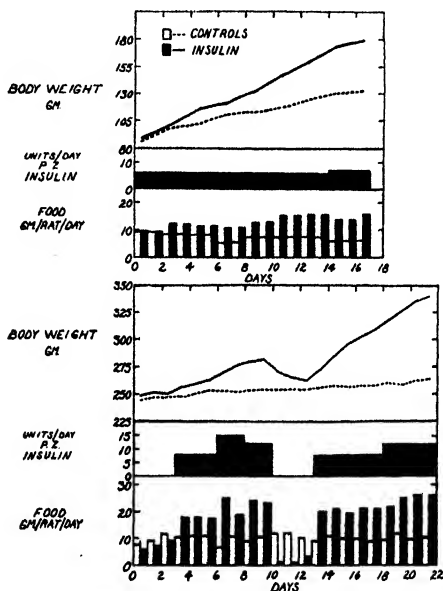 CONTROLS
INSULIN
180
155
130
105
80
BODY WEIGHT
GM.
UNITS/DAY
P. Z.
INSULIN
10
0
FOOD
GM/RAT/DAY
20
10
0
0 2 4 6 8 10 12 14 16 18
DAYS
350
325
300
275
250
225
BODY WEIGHT
GM.
UNITS/DAY
P.Z.
INSULIN
15
10
5
0
FOOD
GM/RAT/DAY
30
20
10
0
0 2 4 6 8 10 12 14 16 18 20 22
DAYS